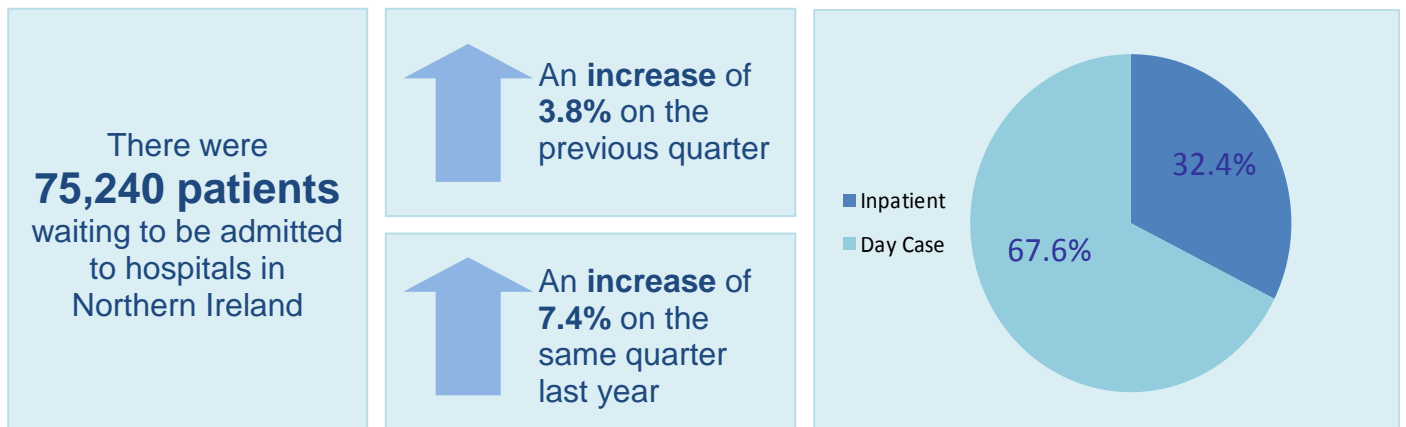 There were
75,240 patients
waiting to be admitted
to hospitals in
Northern Ireland
An increase of
3.8% on the
previous quarter
An increase of
7.4% on the
same quarter
last year
Inpatient
Day Case
32.4%
67.6%